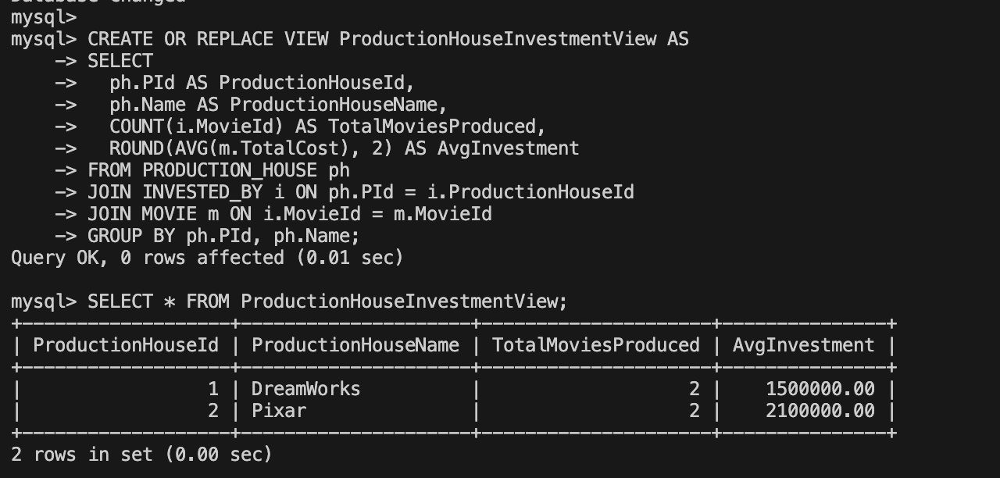 Database changed
mysql>
mysql> CREATE OR REPLACE VIEW ProductionHouseInvestmentView AS
    -> SELECT
    ->   ph.PId AS ProductionHouseId,
    ->   ph.Name AS ProductionHouseName,
    ->   COUNT(i.MovieId) AS TotalMoviesProduced,
    ->   ROUND(AVG(m.TotalCost), 2) AS AvgInvestment
    -> FROM PRODUCTION_HOUSE ph
    -> JOIN INVESTED_BY i ON ph.PId = i.ProductionHouseId
    -> JOIN MOVIE m ON i.MovieId = m.MovieId
    -> GROUP BY ph.PId, ph.Name;
Query OK, 0 rows affected (0.01 sec)
mysql> SELECT * FROM ProductionHouseInvestmentView;
+-------------------+---------------------+---------------------+---------------+
| ProductionHouseId | ProductionHouseName | TotalMoviesProduced | AvgInvestment |
+-------------------+---------------------+---------------------+---------------+
|                 1 | DreamWorks          |                   2 |    1500000.00 |
|                 2 | Pixar               |                   2 |    2100000.00 |
+-------------------+---------------------+---------------------+---------------+
2 rows in set (0.00 sec)